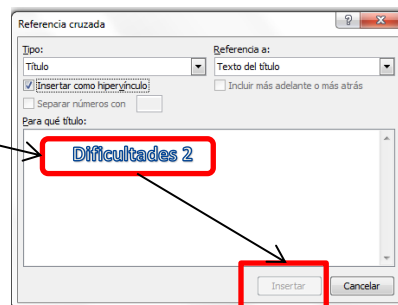 Referencia cruzada
Tipo: Referencia a:
Título Texto del título
Insertar como hipervínculo Incluir más adelante o más atrás
Separar números con
Para qué título:
Dificultades 2
Insertar Cancelar